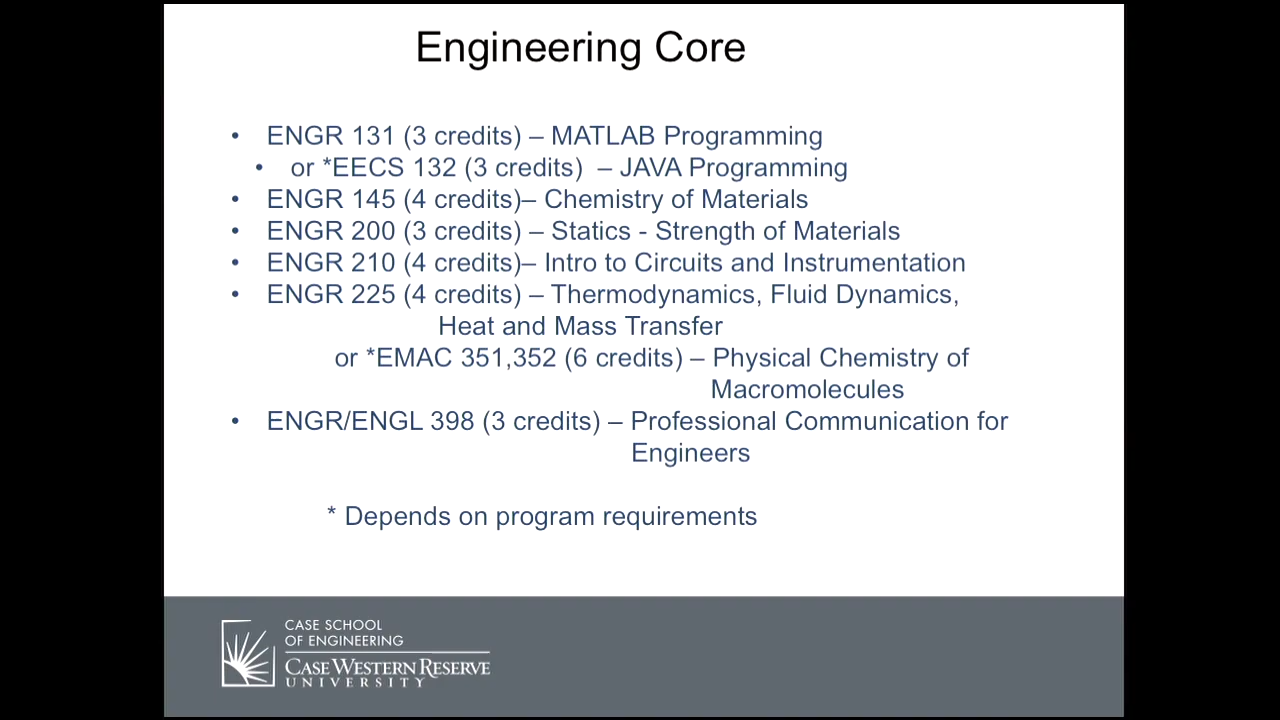 Engineering Core
• ENGR 131 (3 credits) – MATLAB Programming
• or *EECS 132 (3 credits) – JAVA Programming
• ENGR 145 (4 credits)– Chemistry of Materials
• ENGR 200 (3 credits) – Statics - Strength of Materials
• ENGR 210 (4 credits)– Intro to Circuits and Instrumentation
• ENGR 225 (4 credits) – Thermodynamics, Fluid Dynamics,
Heat and Mass Transfer
or *EMAC 351,352 (6 credits) – Physical Chemistry of
Macromolecules
• ENGR/ENGL 398 (3 credits) – Professional Communication for
Engineers
* Depends on program requirements
CASE SCHOOL
OF ENGINEERING
CASE WESTERN RESERVE
UNIVERSITY